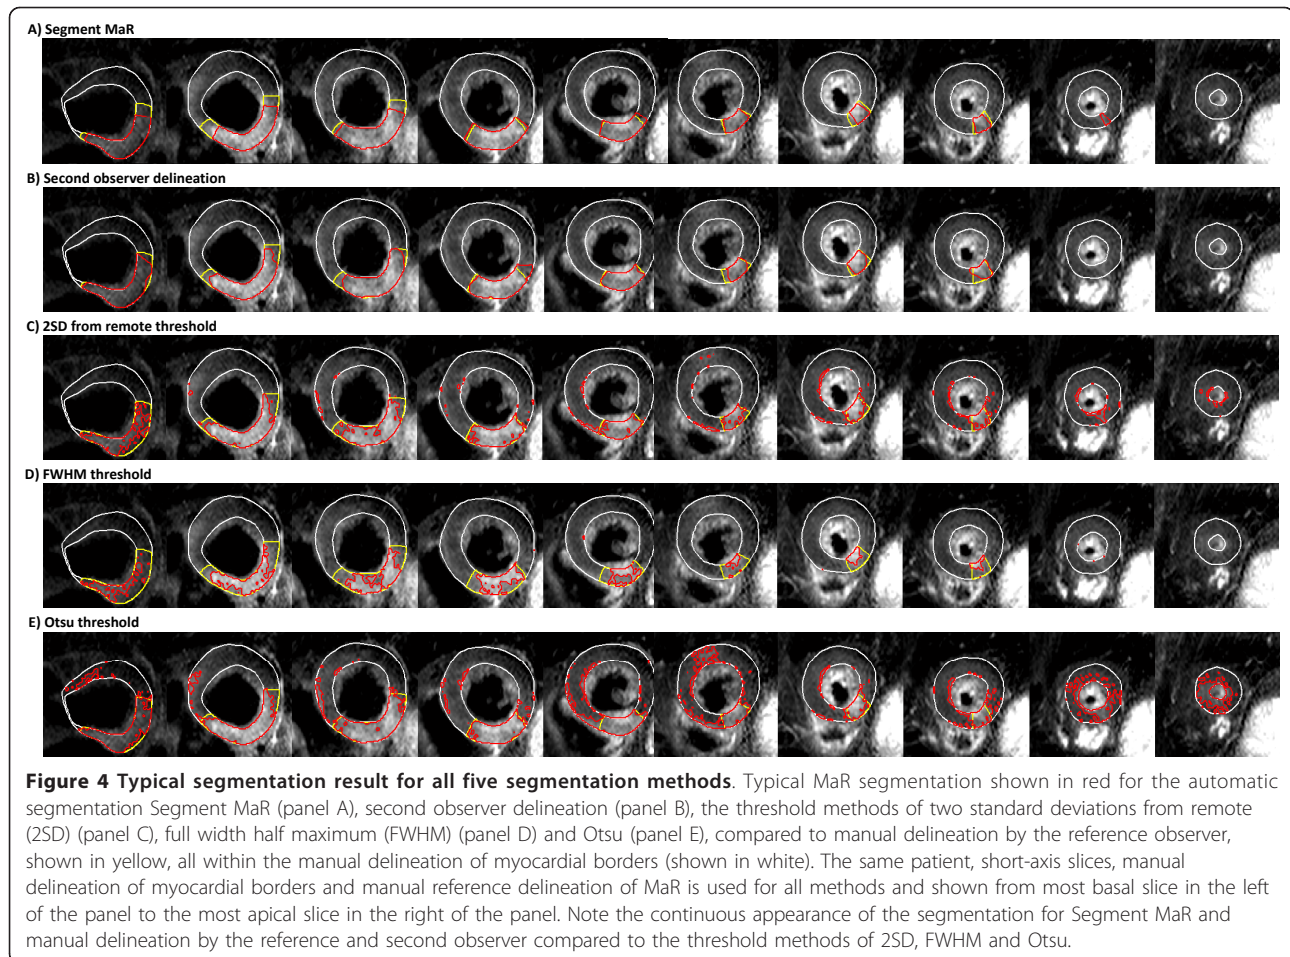 A) Segment MaR
B) Second observer delineation
C) 2SD from remote threshold
D) FWHM threshold
E) Otsu threshold
Figure 4 Typical segmentation result for all five segmentation methods. Typical MaR segmentation shown in red for the automatic
segmentation Segment MaR (panel A), second observer delineation (panel B), the threshold methods of two standard deviations from remote
(2SD) (panel C), full width half maximum (FWHM) (panel D) and Otsu (panel E), compared to manual delineation by the reference observer,
shown in yellow, all within the manual delineation of myocardial borders (shown in white). The same patient, short-axis slices, manual
delineation of myocardial borders and manual reference delineation of MaR is used for all methods and shown from most basal slice in the left
of the panel to the most apical slice in the right of the panel. Note the continuous appearance of the segmentation for Segment MaR and
manual delineation by the reference and second observer compared to the threshold methods of 2SD, FWHM and Otsu.